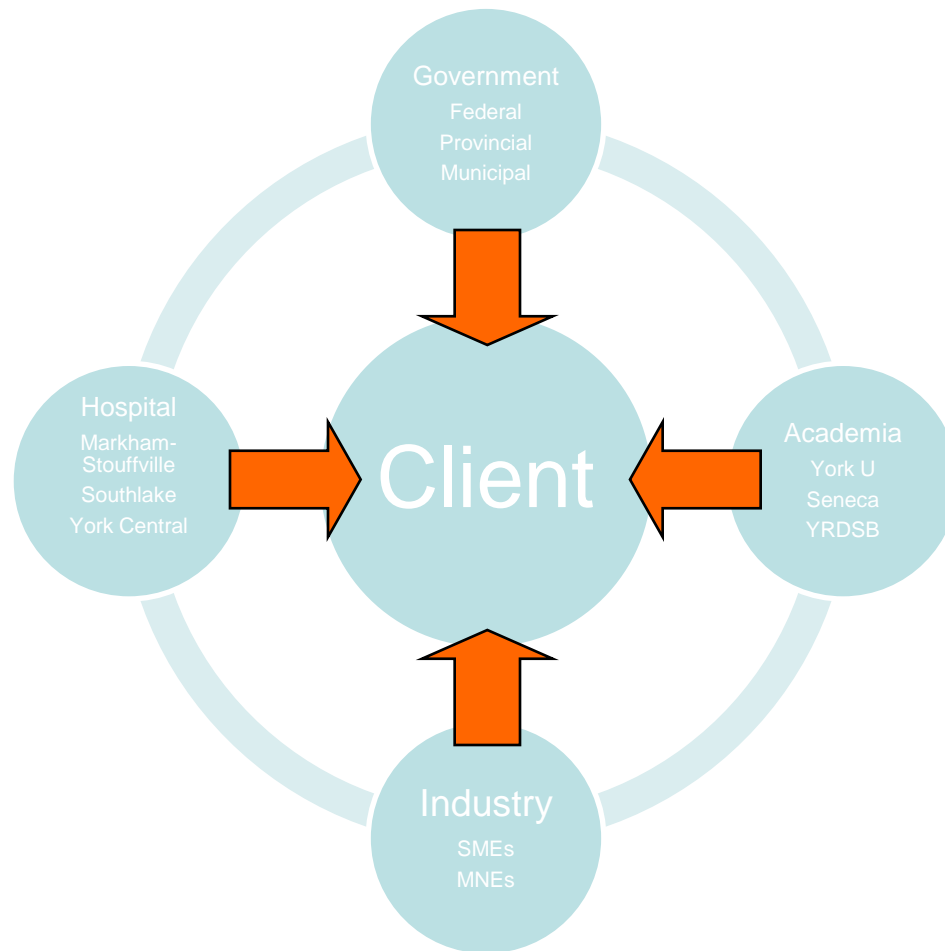 Government
Federal
Provincial
Municipal
Hospital
Markham-
Stouffville
Southlake
York Central
Client
Academia
York U
Seneca
YRDSB
Industry
SMEs
MNEs